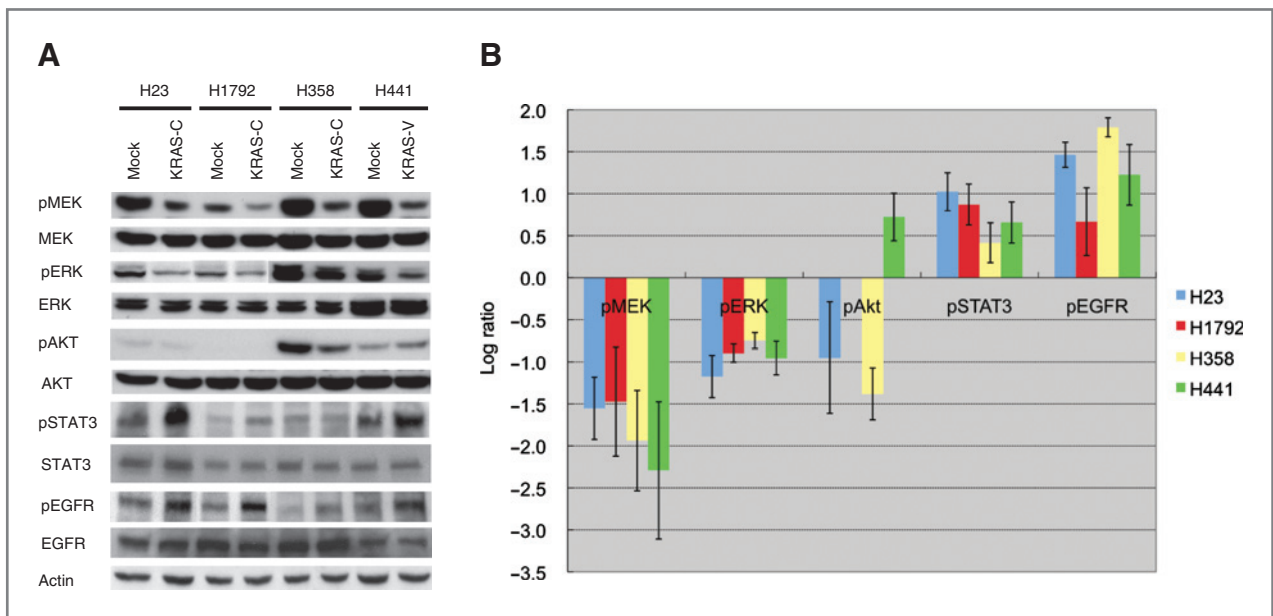 A
H23 H1792 H358 H441
Mock KRAS-C Mock KRAS-C Mock KRAS-C Mock KRAS-V
pMEK
MEK
pERK
ERK
pAKT
AKT
pSTAT3
STAT3
pEGFR
EGFR
Actin
B
Log ratio
2.0
1.5
1.0
0.5
0.0
−0.5
−1.0
−1.5
−2.0
−2.5
−3.0
−3.5
pMEK pERK pAkt pSTAT3 pEGFR
H23
H1792
H358
H441